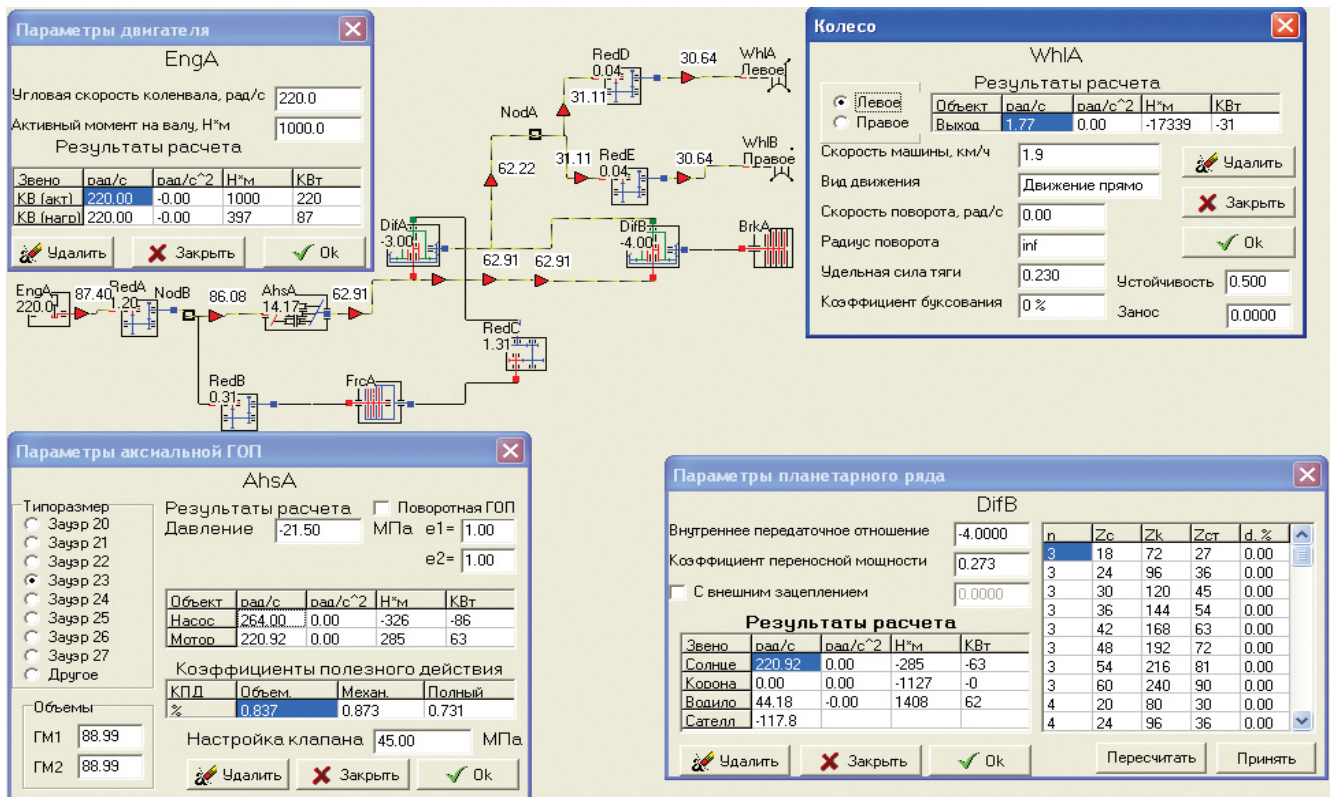 Параметры двигателя
EngA
Угловая скорость коленвала, рад/с 220.0
Активный момент на валу, Н*м 1000.0
Результаты расчета
Звено рад/с рад/с^2 Н*м КВт
КВ (акт) 220.00 -0.00 1000 220
КВ (нагр) 220.00 -0.00 397 87
Удалить Закрыть Ok
RedD
0.04
30.64
WhlA
Левое
31.11
NodA
WhlB
Правое
31.11
RedE
0.04
30.64
62.22
DifA
-3.00
DifB
-4.00
BrkA
62.91
62.91
EngA
220.0
87.40
RedA
1.20
NodB
86.08
AhsA
14.17
62.91
RedC
1.31
RedB
0.31
FrcA
Колесо
WhlA
Результаты расчета
Левое
Правое
Объект рад/с рад/с^2 Н*м КВт
Выход 1.77 0.00 -17339 -31
Скорость машины, км/ч 1.9
Удалить
Вид движения Движение прямо
Закрыть
Скорость поворота, рад/с 0.00
Радиус поворота inf
Ok
Удельная сила тяги 0.230
Устойчивость 0.500
Коэффициент буксования 0 %
Занос 0.0000
Параметры аксиальной ГОП
AhsA
Типоразмер
Зауэр 20
Зауэр 21
Зауэр 22
Зауэр 23
Зауэр 24
Зауэр 25
Зауэр 26
Зауэр 27
Другое
Результаты расчета
Поворотная ГОП
Давление -21.50 МПа e1= 1.00
e2= 1.00
Объект рад/с рад/с^2 Н*м КВт
Насос 264.00 0.00 -326 -86
Мотор 220.92 0.00 285 63
Коэффициенты полезного действия
КПД Объем. Механ. Полный
% 0.837 0.873 0.731
Объемы
ГМ1 88.99
ГМ2 88.99
Настройка клапана 45.00 МПа
Удалить Закрыть Ok
Параметры планетарного ряда
DifB
Внутреннее передаточное отношение -4.0000
Коэффициент переносной мощности 0.273
С внешним зацеплением 0.0000
Результаты расчета
Звено рад/с рад/с^2 Н*м КВт
Солнце 220.92 0.00 -285 -63
Корона 0.00 0.00 -1127 -0
Водило 44.18 -0.00 1408 62
Сателл -117.8
n Zс Zk Zст d. %
3 18 72 27 0.00
3 24 96 36 0.00
3 30 120 45 0.00
3 36 144 54 0.00
3 42 168 63 0.00
3 48 192 72 0.00
3 54 216 81 0.00
3 60 240 90 0.00
4 20 80 30 0.00
4 24 96 36 0.00
Удалить Закрыть Ok
Пересчитать Принять